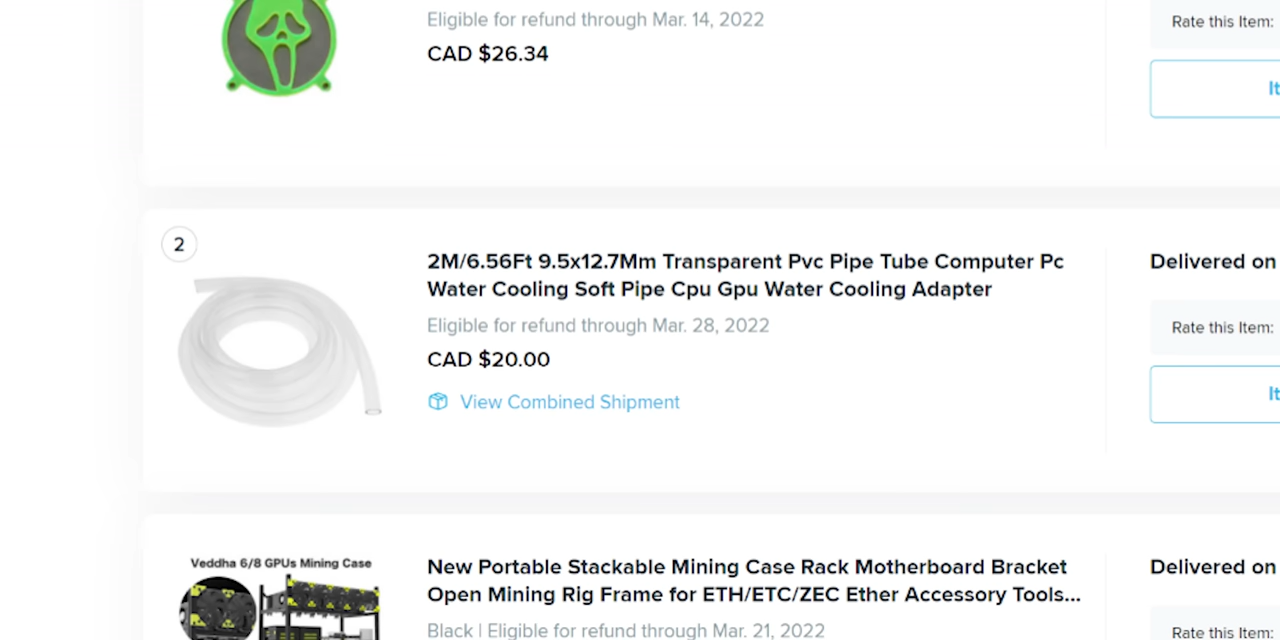 Eligible for refund through Mar. 14, 2022
CAD $26.34
Rate this Item:
It
2
2M/6.56Ft 9.5x12.7Mm Transparent Pvc Pipe Tube Computer Pc
Water Cooling Soft Pipe Cpu Gpu Water Cooling Adapter
Eligible for refund through Mar. 28, 2022
CAD $20.00
View Combined Shipment
Delivered on
Rate this Item:
It
Veddha 6/8 GPUs Mining Case
New Portable Stackable Mining Case Rack Motherboard Bracket
Open Mining Rig Frame for ETH/ETC/ZEC Ether Accessory Tools...
Black | Eligible for refund through Mar. 21, 2022
Delivered on
Rate this Item: